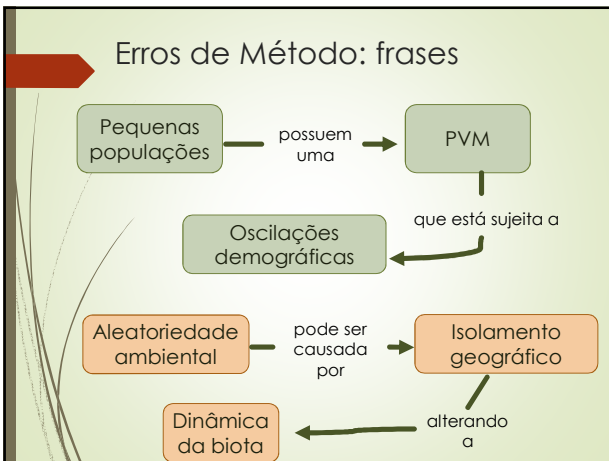 Erros de Método: frases
Pequenas
populações
possuem
uma
PVM
que está sujeita a
Oscilações
demográficas
Aleatoriedade
ambiental
pode ser
causada
por
Isolamento
geográfico
alterando
a
Dinâmica
da biota